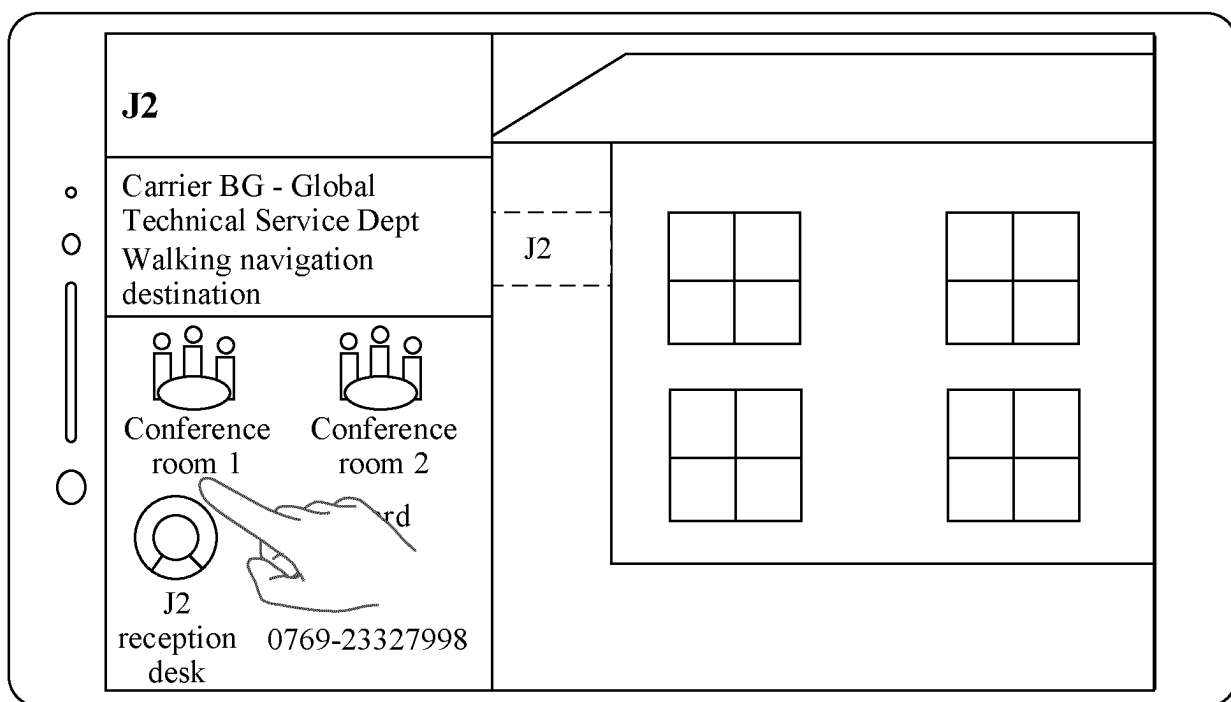 J2
Carrier BG - Global
Technical Service Dept
Walking navigation
destination
J2
Conference
room 1
Conference
room 2
J2
reception
desk
0769-23327998